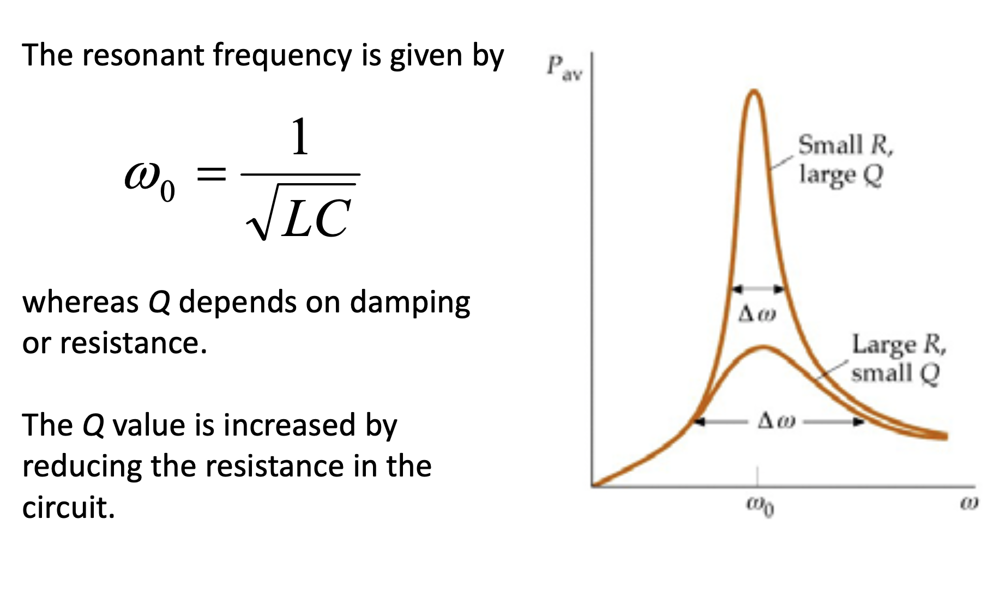 The resonant frequency is given by
ω₀ = 1 / √LC
whereas Q depends on damping
or resistance.
The Q value is increased by
reducing the resistance in the
circuit.
Pav
Small R,
large Q
Δω
Large R,
small Q
Δω
ω₀
ω